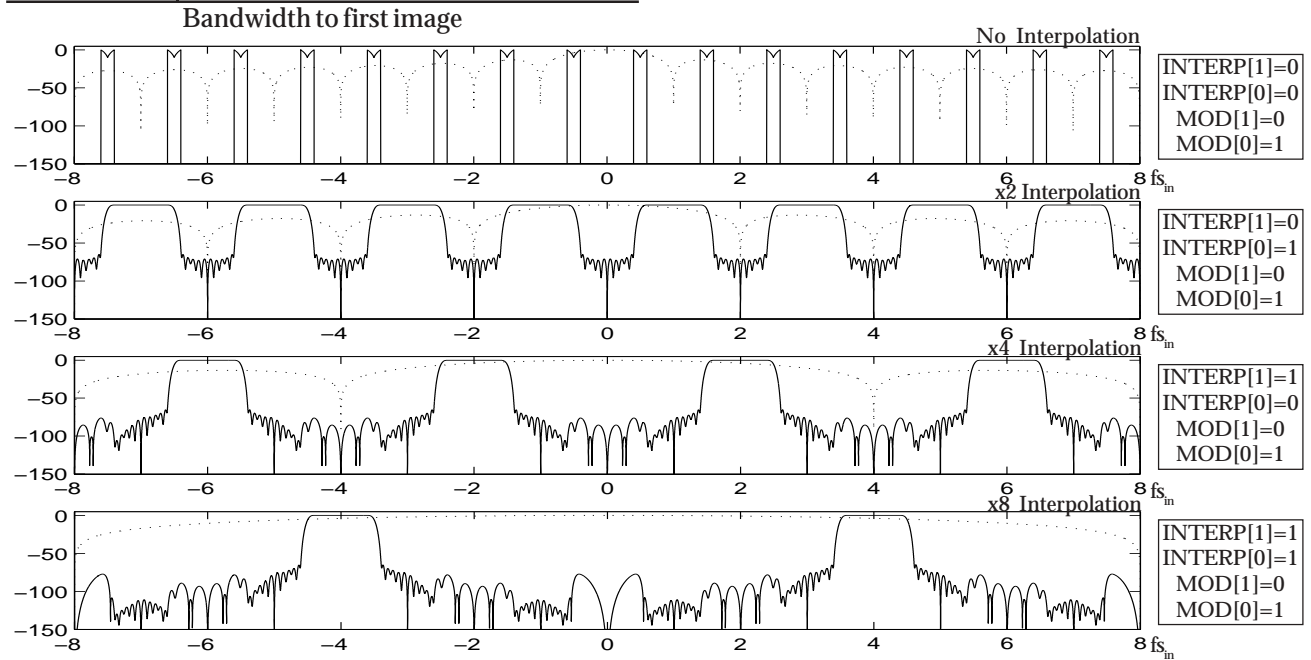 Bandwidth to first image
No Interpolation
0
−50
−100
−150
−8 −6 −4 −2 0 2 4 6 8 fs_in
INTERP[1]=0
INTERP[0]=0
MOD[1]=0
MOD[0]=1
x2 Interpolation
0
−50
−100
−150
−8 −6 −4 −2 0 2 4 6 8 fs_in
INTERP[1]=0
INTERP[0]=1
MOD[1]=0
MOD[0]=1
x4 Interpolation
0
−50
−100
−150
−8 −6 −4 −2 0 2 4 6 8 fs_in
INTERP[1]=1
INTERP[0]=0
MOD[1]=0
MOD[0]=1
x8 Interpolation
0
−50
−100
−150
−8 −6 −4 −2 0 2 4 6 8 fs_in
INTERP[1]=1
INTERP[0]=1
MOD[1]=0
MOD[0]=1